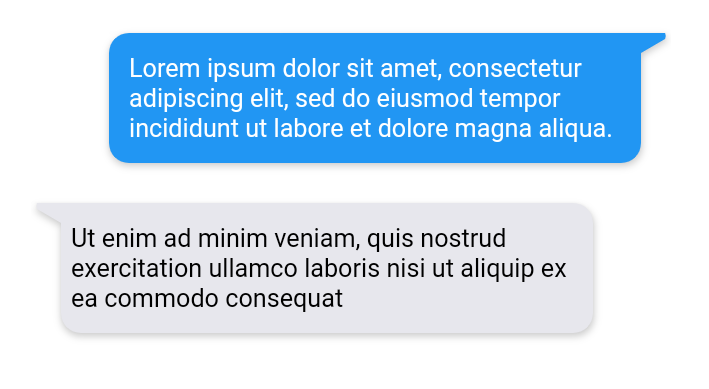 Lorem ipsum dolor sit amet, consectetur
adipiscing elit, sed do eiusmod tempor
incididunt ut labore et dolore magna aliqua.
Ut enim ad minim veniam, quis nostrud
exercitation ullamco laboris nisi ut aliquip ex
ea commodo consequat